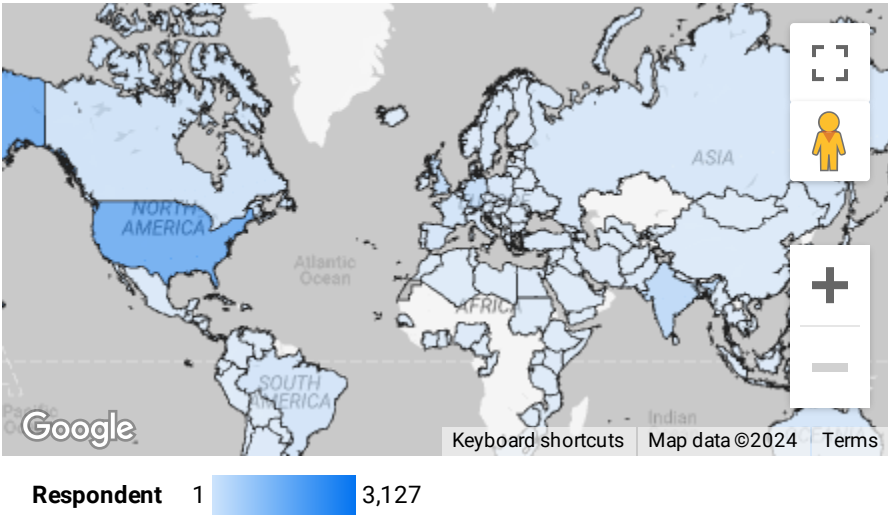 ASIA
NORTH
AMERICA
Atlantic
Ocean
AFRICA
SOUTH
AMERICA
Pacific
Indian
Google
Keyboard shortcuts
Map data ©2024
Terms
Respondent
1
3,127